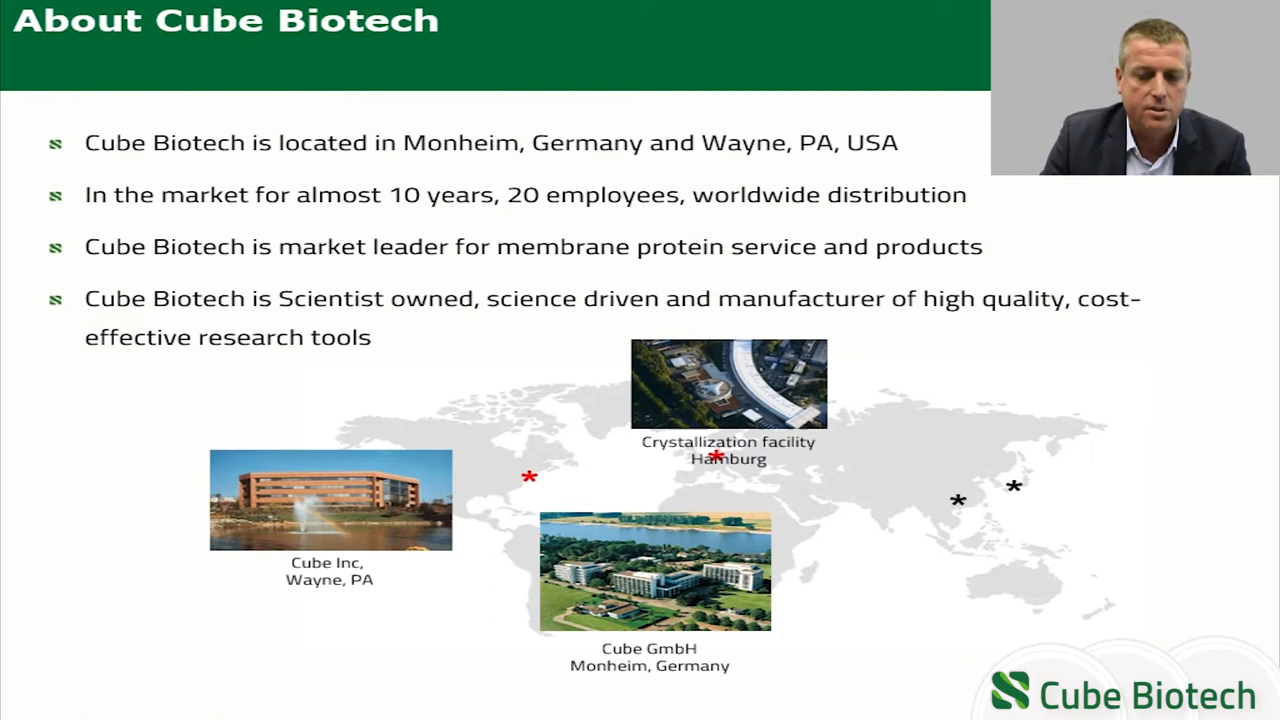 About Cube Biotech
Cube Biotech is located in Monheim, Germany and Wayne, PA, USA
In the market for almost 10 years, 20 employees, worldwide distribution
Cube Biotech is market leader for membrane protein service and products
Cube Biotech is Scientist owned, science driven and manufacturer of high quality, cost-
effective research tools
Crystallization facility
Hamburg
*
*
*
*
Cube Inc,
Wayne, PA
Cube GmbH
Monheim, Germany
Cube Biotech